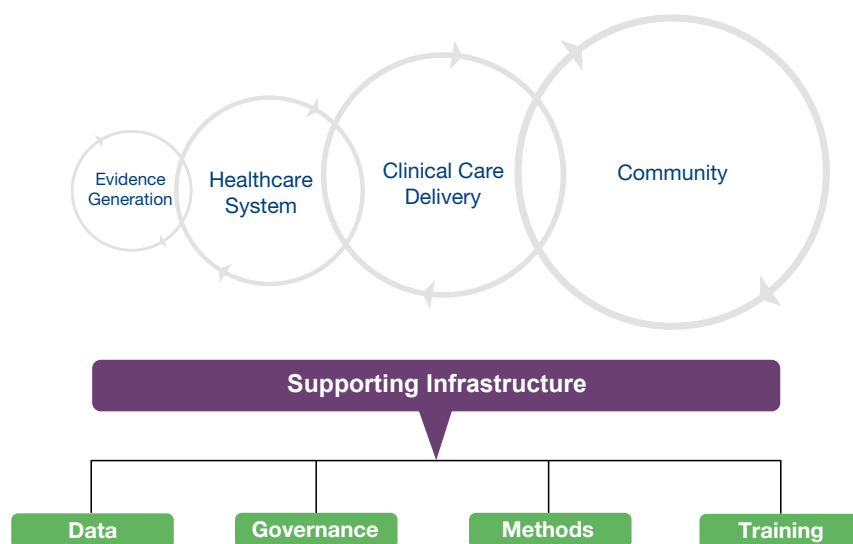 Evidence
Generation
Healthcare
System
Clinical Care
Delivery
Community
Supporting Infrastructure
Data
Governance
Methods
Training